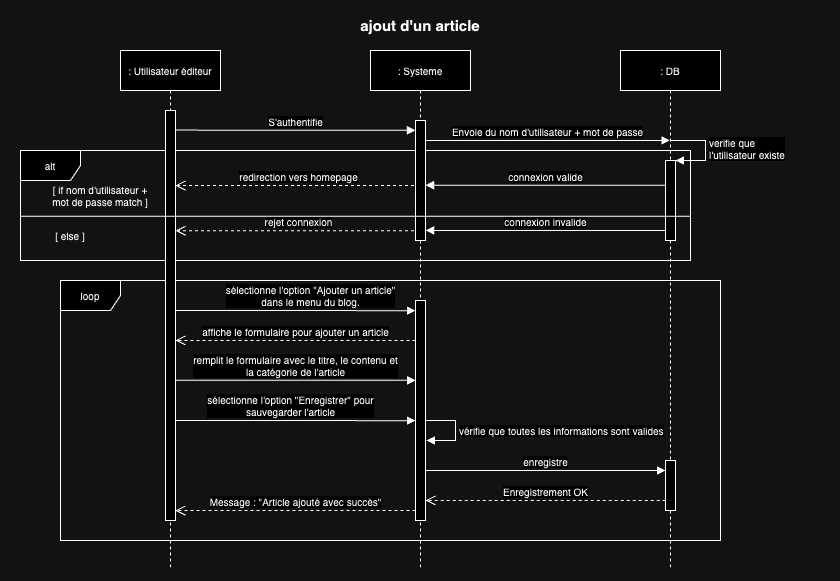 ajout d'un article
: Utilisateur éditeur
: Systeme
: DB
S'authentifie
Envoie du nom d'utilisateur + mot de passe
verifie que
l'utilisateur existe
alt
[ if nom d'utilisateur +
mot de passe match ]
redirection vers homepage
connexion valide
rejet connexion
connexion invalide
[ else ]
loop
sélectionne l'option "Ajouter un article"
dans le menu du blog.
affiche le formulaire pour ajouter un article
remplit le formulaire avec le titre, le contenu et
la catégorie de l'article
sélectionne l'option "Enregistrer" pour
sauvegarder l'article
vérifie que toutes les informations sont valides
enregistre
Enregistrement OK
Message : "Article ajouté avec succès"